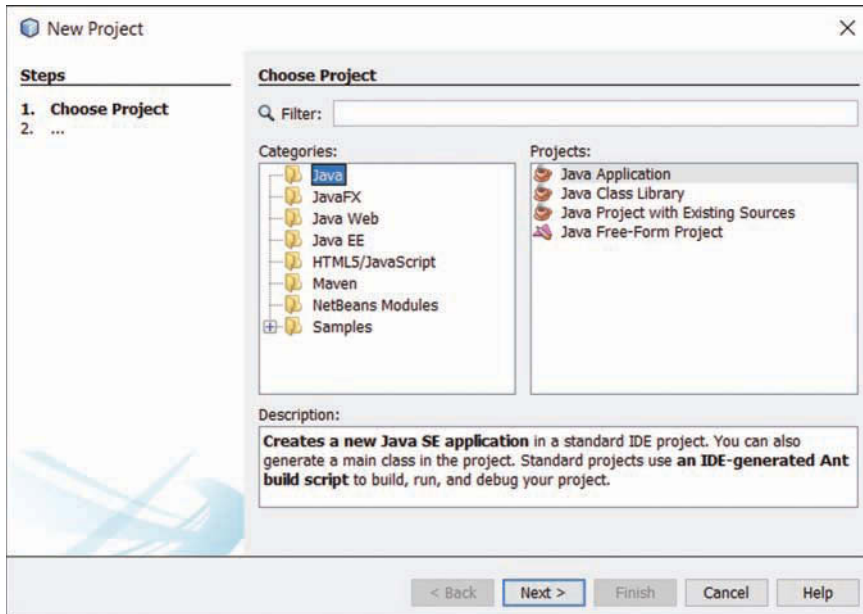 New Project
Steps
1. Choose Project
2. ...
Choose Project
Filter:
Categories:
Java
JavaFX
Java Web
Java EE
HTML5/JavaScript
Maven
NetBeans Modules
Samples
Projects:
Java Application
Java Class Library
Java Project with Existing Sources
Java Free-Form Project
Description:
Creates a new Java SE application in a standard IDE project. You can also
generate a main class in the project. Standard projects use an IDE-generated Ant
build script to build, run, and debug your project.
< Back
Next >
Finish
Cancel
Help